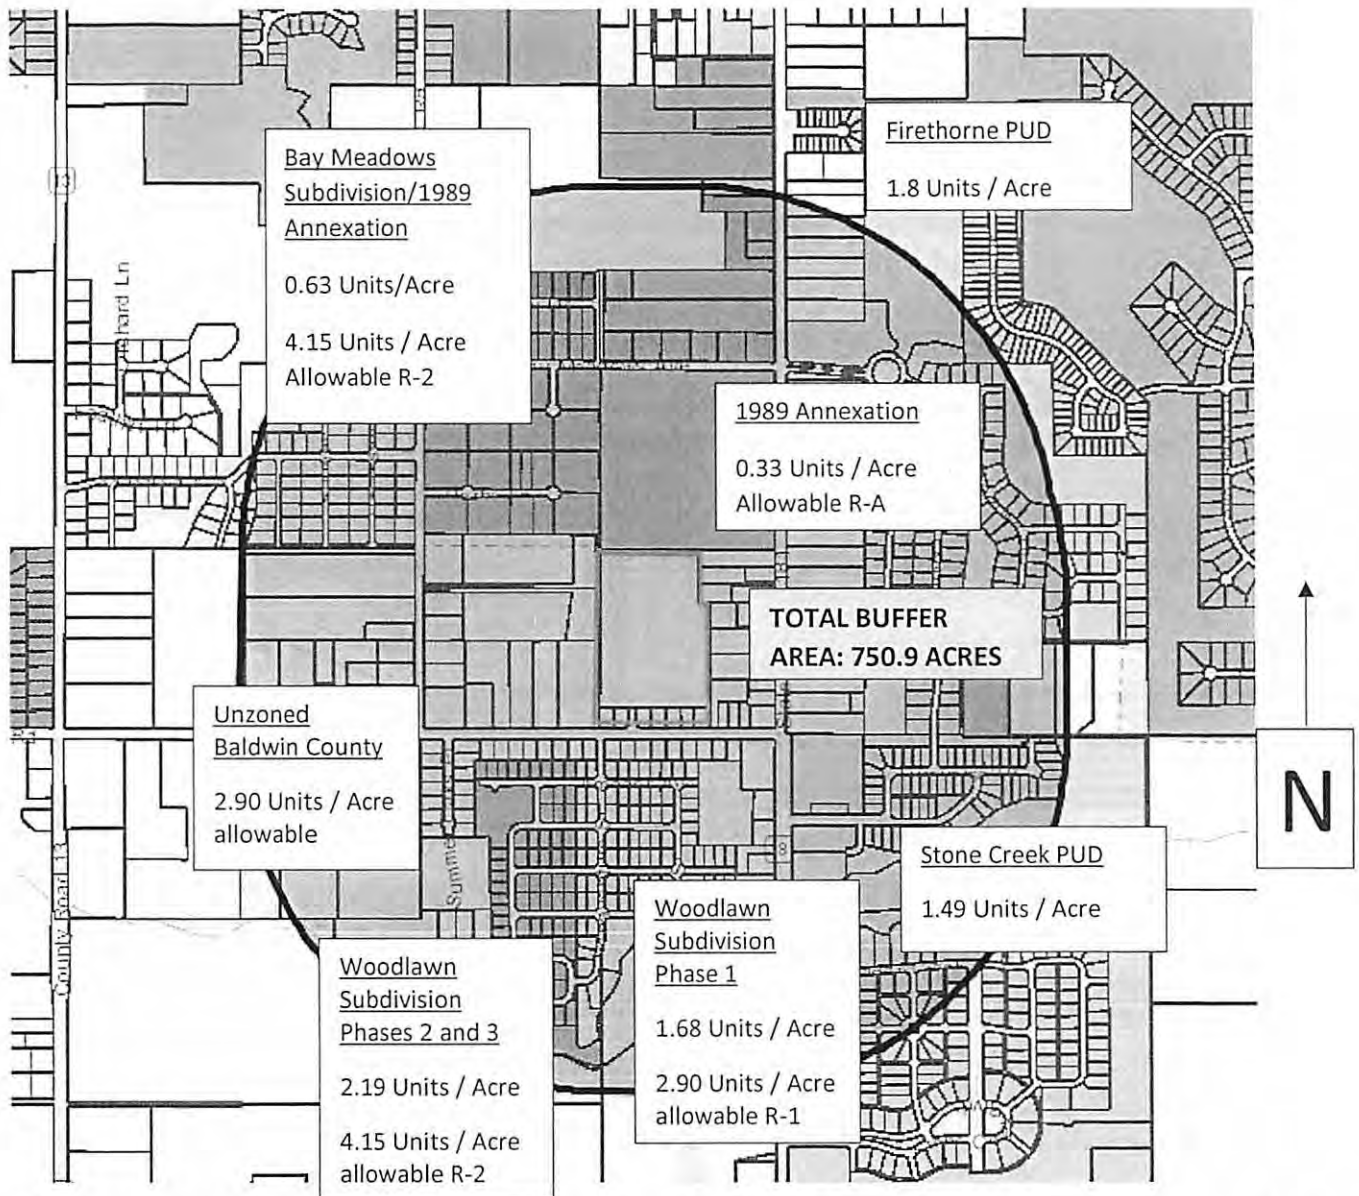 Firethorne PUD
1.8 Units / Acre
Bay Meadows
Subdivision/1989
Annexation
0.63 Units/Acre
4.15 Units / Acre
Allowable R-2
13
1989 Annexation
0.33 Units / Acre
Allowable R-A
TOTAL BUFFER
AREA: 750.9 ACRES
Unzoned
Baldwin County
2.90 Units / Acre
allowable
N
Stone Creek PUD
1.49 Units / Acre
Summe
County Road 13
Woodlawn
Subdivision
Phase 1
1.68 Units / Acre
2.90 Units / Acre
allowable R-1
Woodlawn
Subdivision
Phases 2 and 3
2.19 Units / Acre
4.15 Units / Acre
allowable R-2